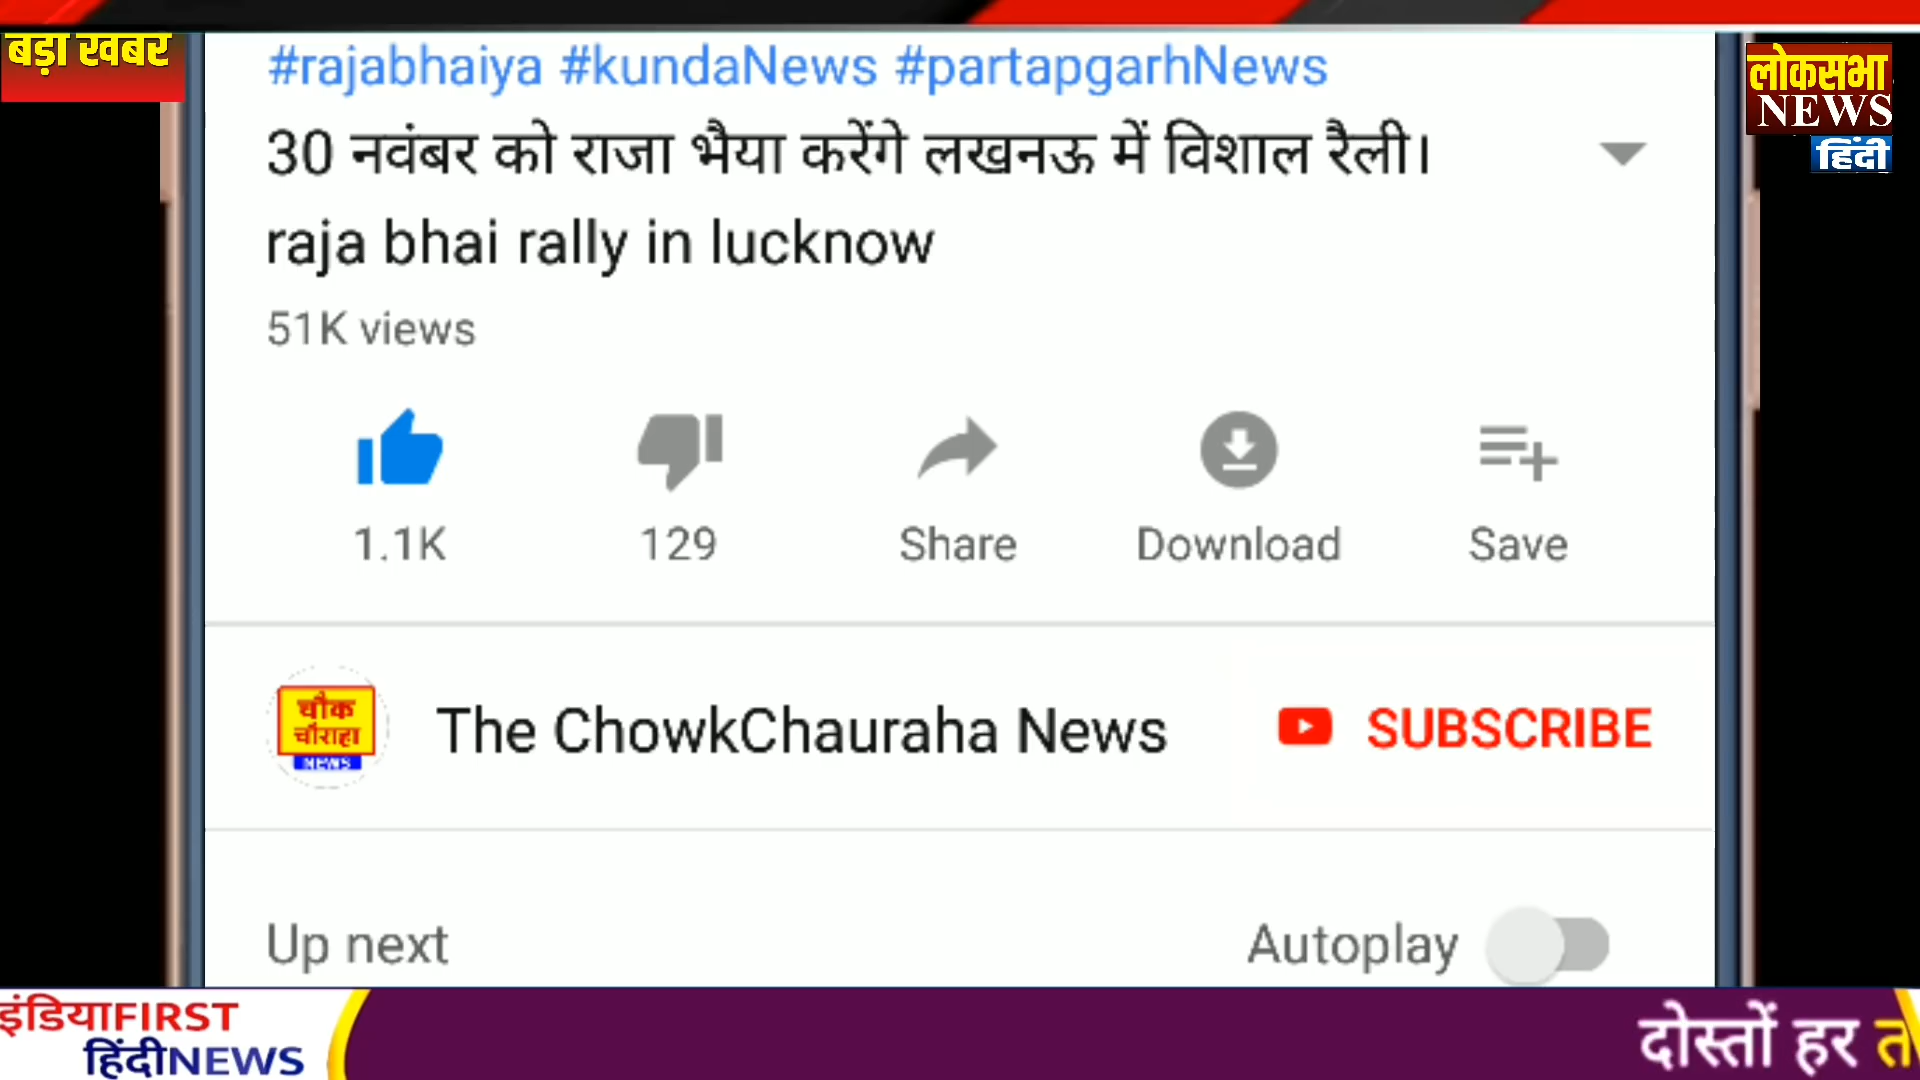 बड़ी खबर
#rajabhaiya #kundaNews #partapgarhNews
लोकसभा
NEWS
हिंदी
30 नवंबर को राजा भैया करेंगे लखनऊ में विशाल रैली।
raja bhai rally in lucknow
51K views
1.1K
129
Share
Download
Save
चौक
चौराहा
NEWS
The ChowkChauraha News
SUBSCRIBE
Up next
Autoplay
इंडियाFIRST
हिंदीNEWS
दोस्तों हर